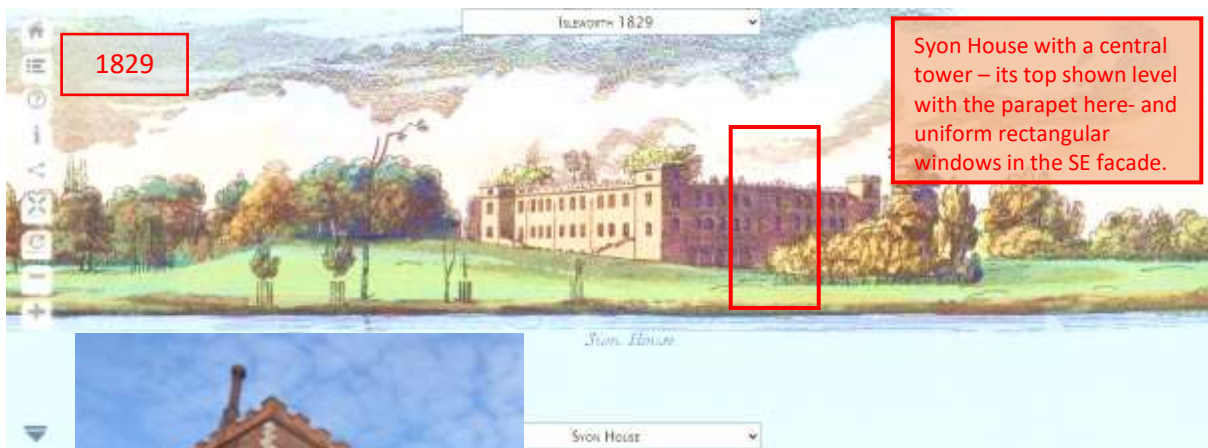 Isleworth 1829
1829
Syon House with a central
tower – its top shown level
with the parapet here- and
uniform rectangular
windows in the SE facade.
Sion House
Syon House